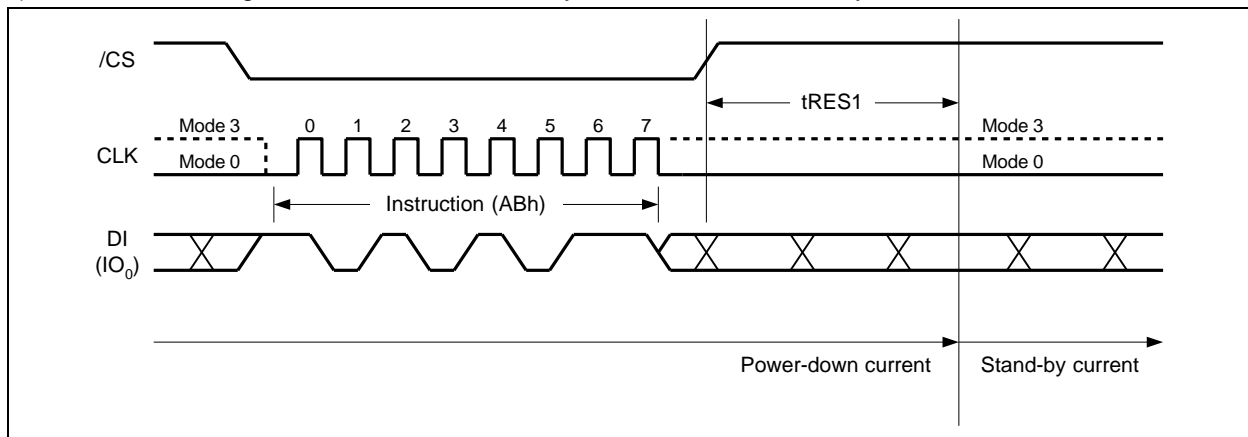 /CS
tRES1
Mode 3 0 1 2 3 4 5 6 7 Mode 3
CLK
Mode 0 Mode 0
Instruction (ABh)
DI
(IO0)
Power-down current Stand-by current